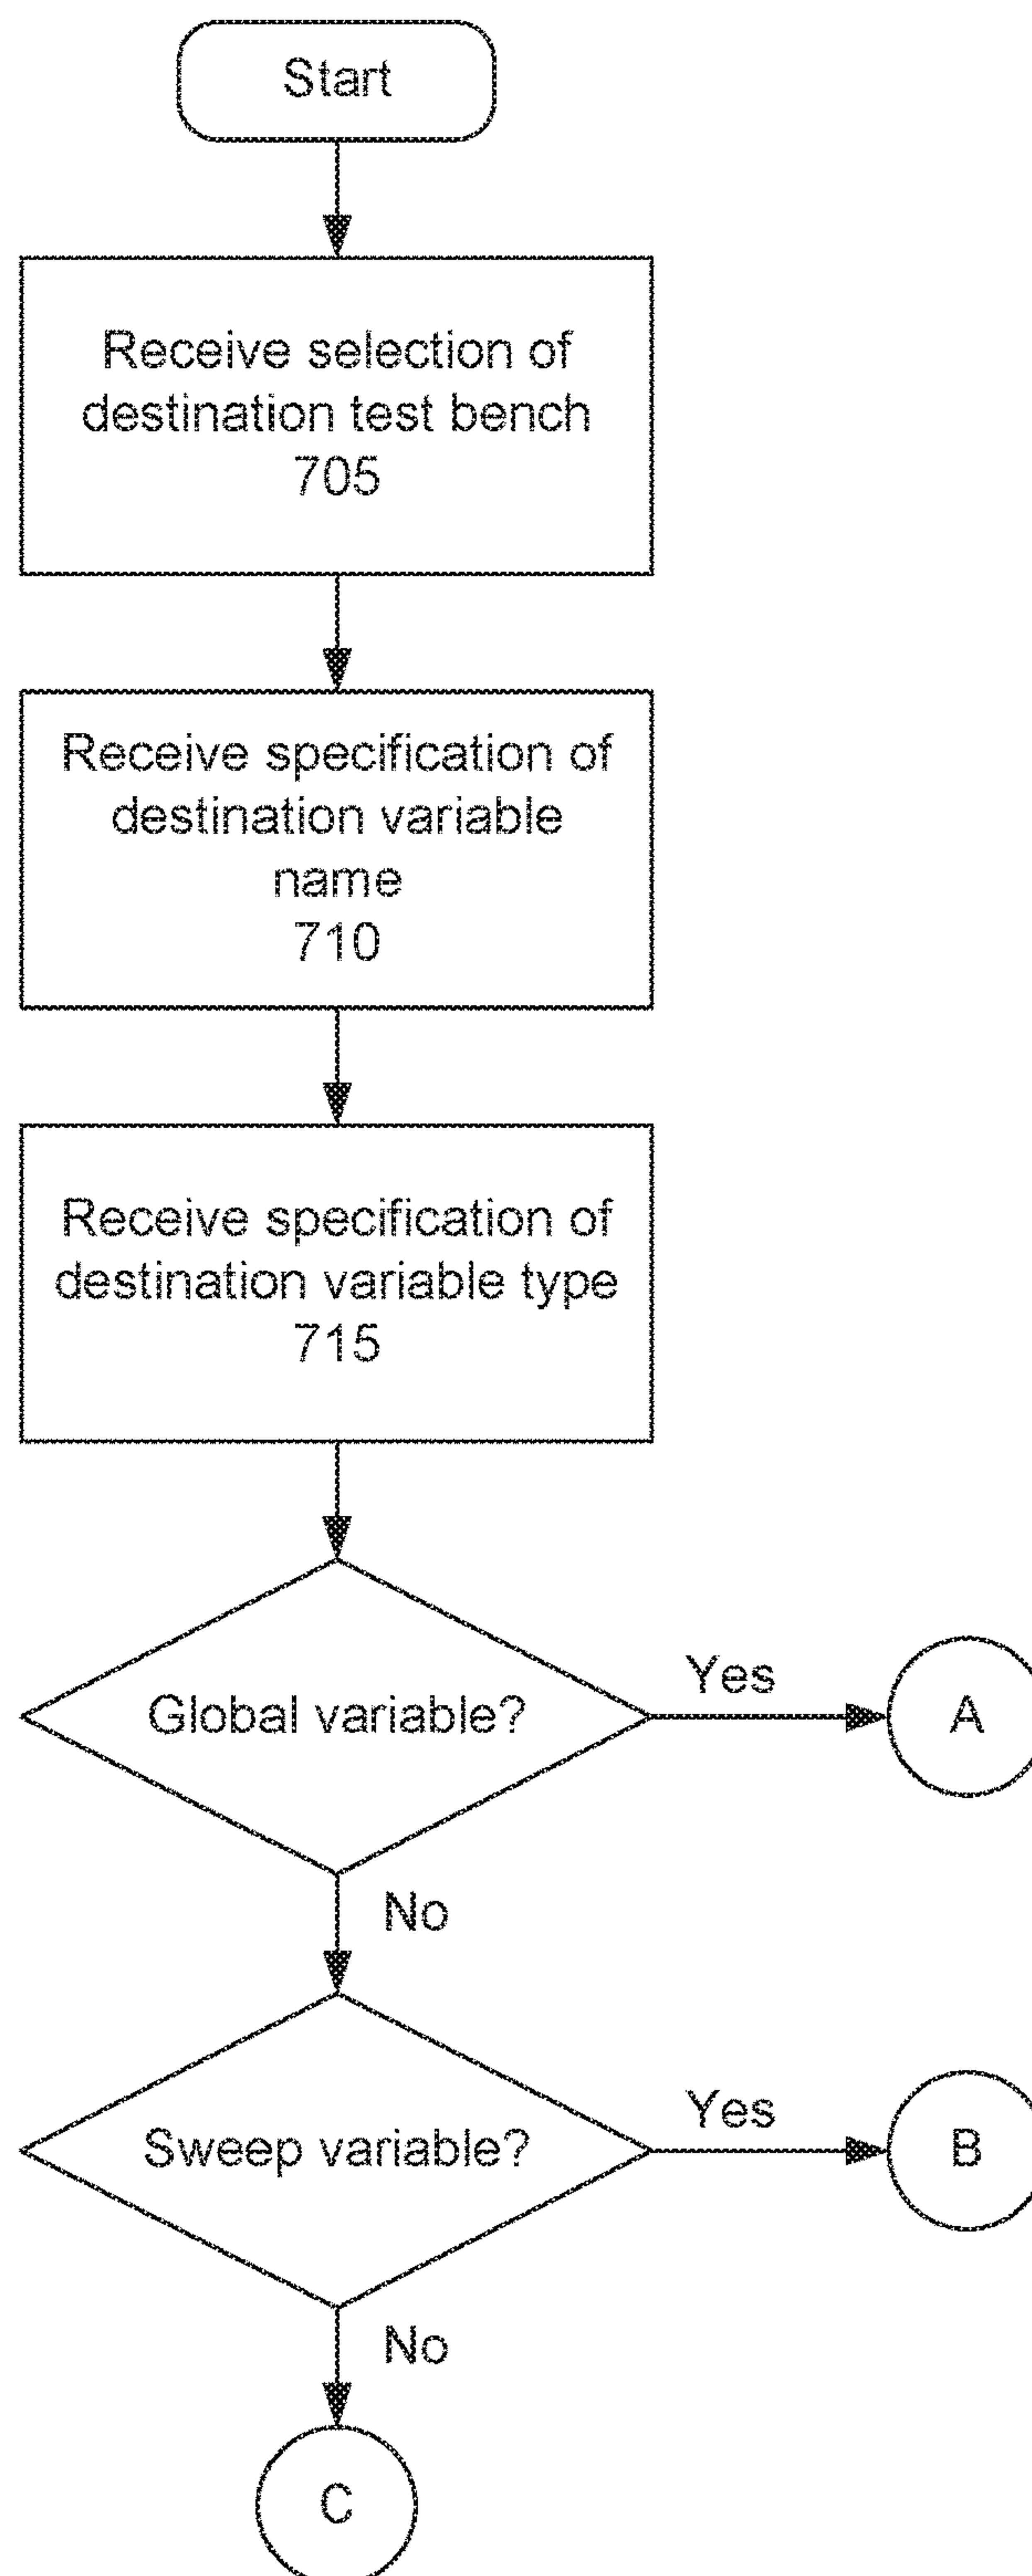 Start
Receive selection of
destination test bench
705
Receive specification of
destination variable
name
710
Receive specification of
destination variable type
715
Global variable?
Yes
A
No
Sweep variable?
Yes
B
No
C